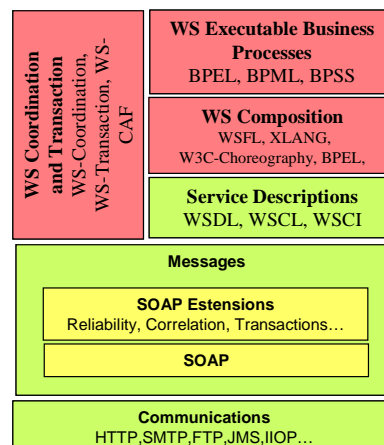 WS Coordination
and Transaction
WS-Coordination,
WS-Transaction, WS-
CAF
WS Executable Business
Processes
BPEL, BPML, BPSS
WS Composition
WSFL, XLANG,
W3C-Choreography, BPEL,
Service Descriptions
WSDL, WSCL, WSCI
Messages
SOAP Estensions
Reliability, Correlation, Transactions…
SOAP
Communications
HTTP,SMTP,FTP,JMS,IIOP…